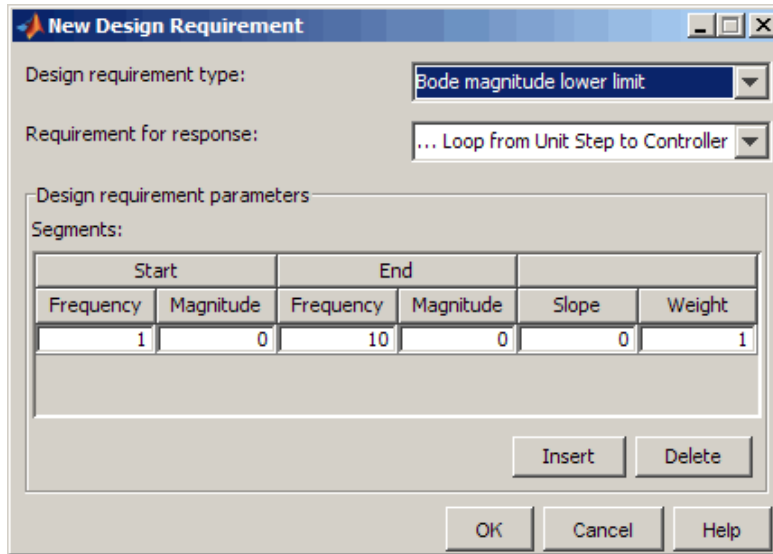 New Design Requirement
Design requirement type: Bode magnitude lower limit
Requirement for response: ... Loop from Unit Step to Controller
Design requirement parameters
Segments:
Start End
Frequency Magnitude Frequency Magnitude Slope Weight
1 0 10 0 0 1
Insert Delete
OK Cancel Help